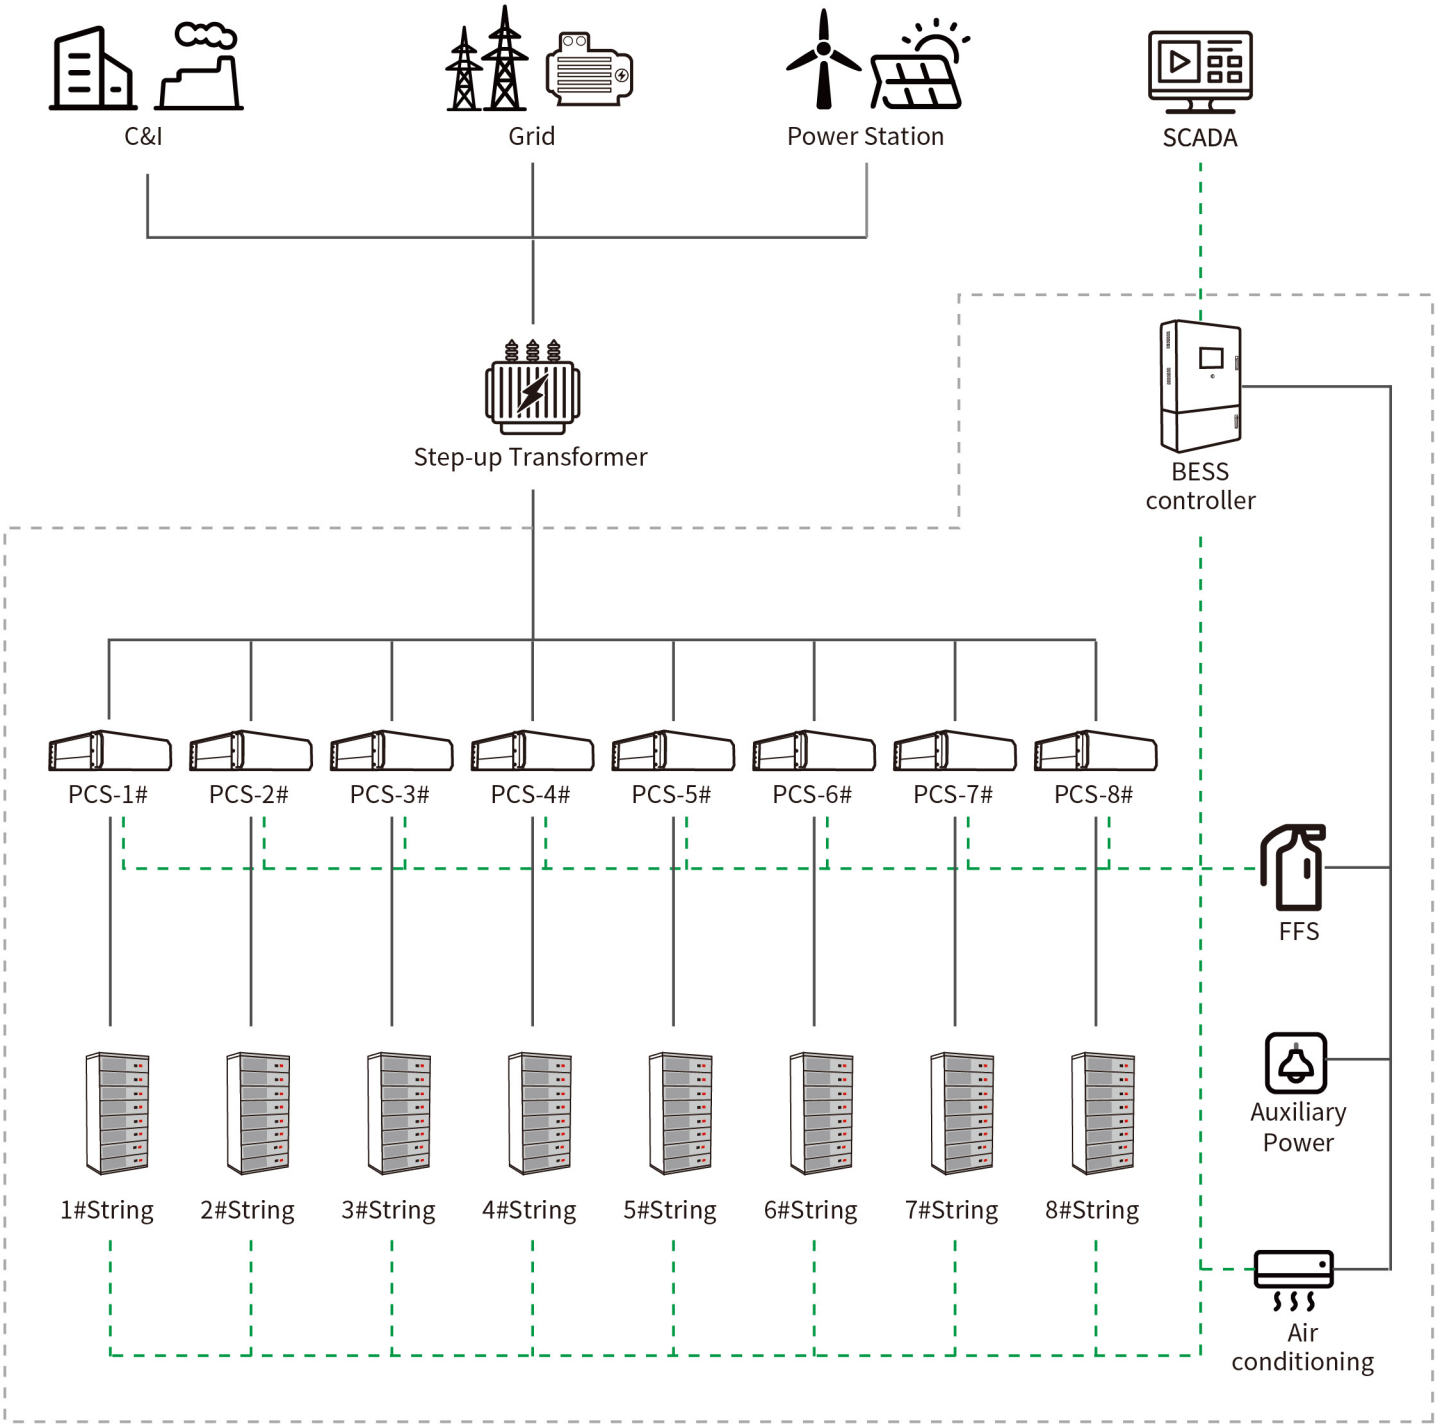 C&I
Grid
Power Station
SCADA
Step-up Transformer
BESS
controller
PCS-1#
PCS-2#
PCS-3#
PCS-4#
PCS-5#
PCS-6#
PCS-7#
PCS-8#
FFS
Auxiliary
Power
1#String
2#String
3#String
4#String
5#String
6#String
7#String
8#String
Air
conditioning